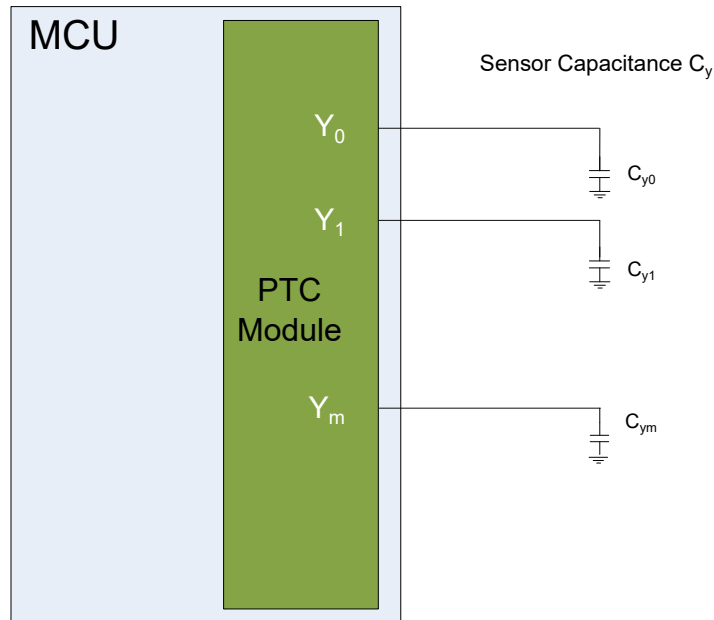 MCU
Sensor Capacitance Cy
Y0
Cy0
Y1
Cy1
PTC
Module
Ym
Cym